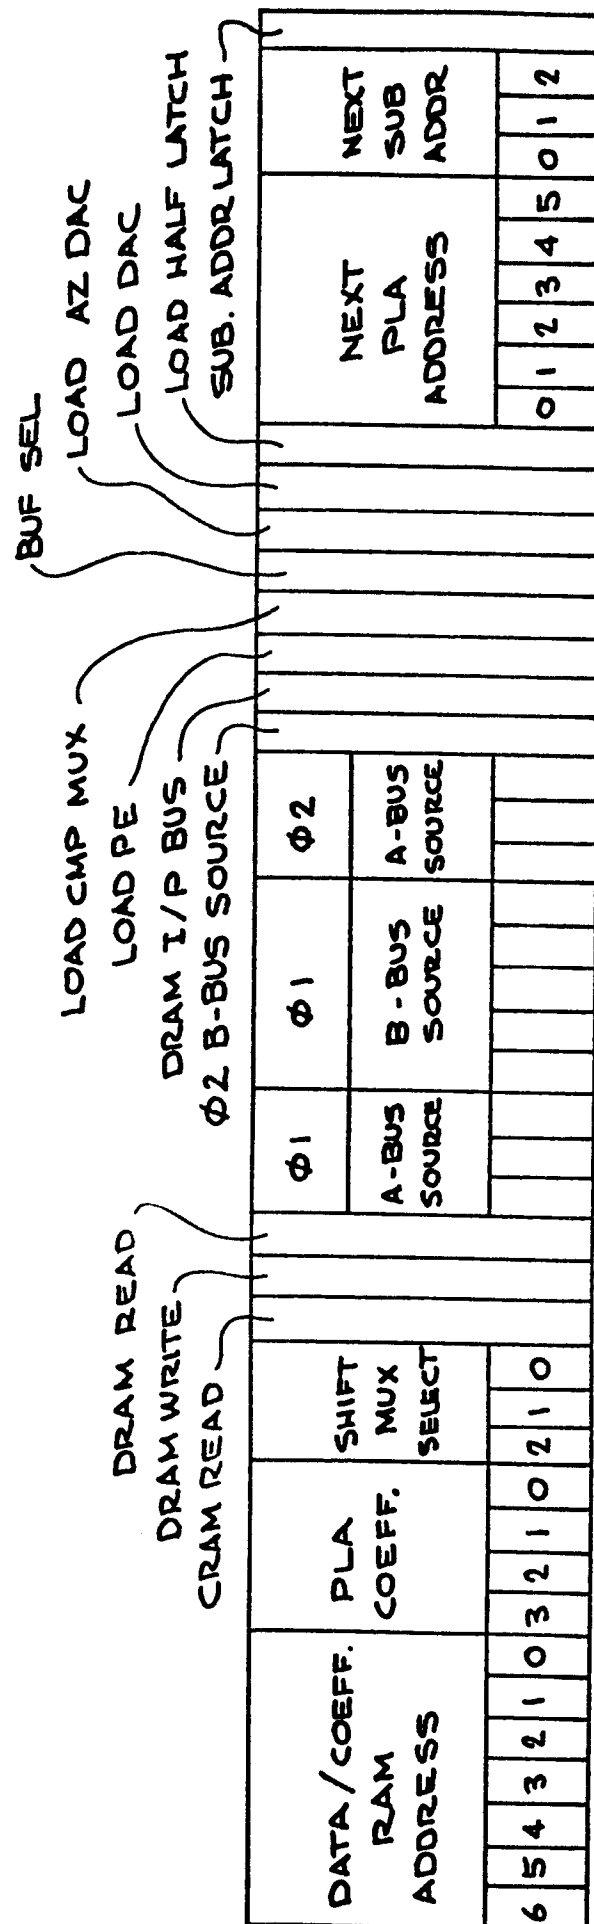 DATA/COEFF.
RAM
ADDRESS
6 5 4 3 2 1 0
PLA
COEFF.
3 2 1 0
SHIFT
MUX
SELECT
2 1 0
CRAM READ
DRAM WRITE
DRAM READ
φ1
A-BUS
SOURCE
φ1
B-BUS
SOURCE
φ2
A-BUS
SOURCE
φ2 B-BUS SOURCE
DRAM I/P BUS
LOAD PE
LOAD CMP MUX
BUF SEL
LOAD AZ DAC
LOAD DAC
LOAD HALF LATCH
SUB. ADDR LATCH
NEXT
PLA
ADDRESS
0 1 2 3 4 5
NEXT
SUB
ADDR
0 1 2